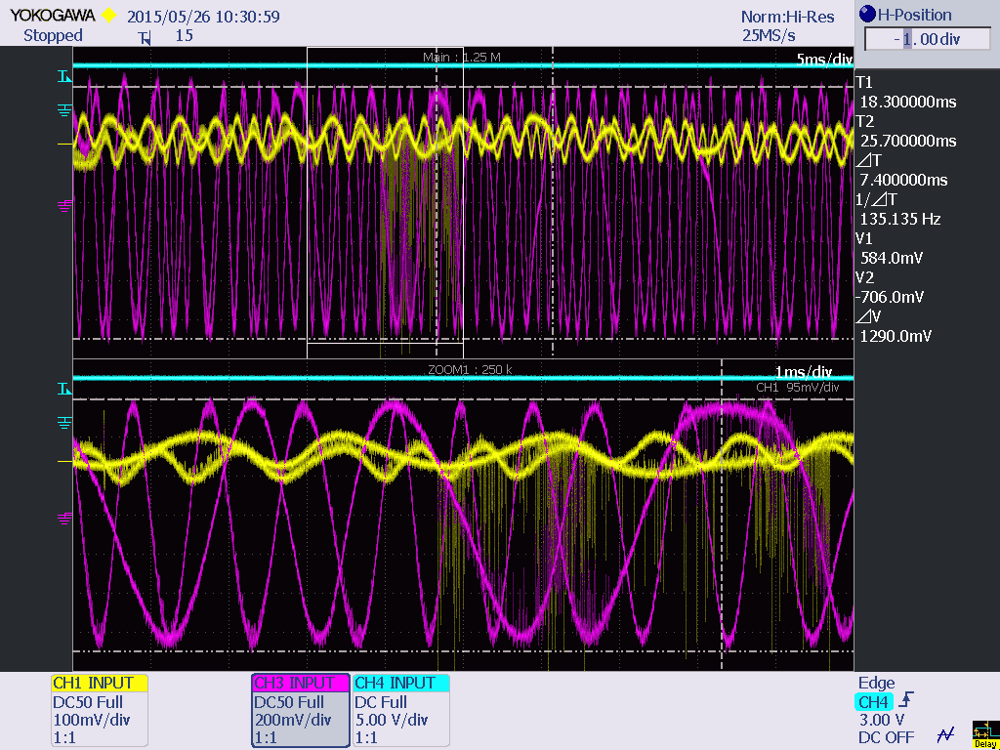 YOKOGAWA 2015/05/26 10:30:59
Stopped 15
Norm:Hi-Res
25MS/s
H-Position
-1.00div
Main : 1.25 M
5ms/div
T1
18.300000ms
T2
25.700000ms
⊿T
7.400000ms
1/⊿T
135.135 Hz
V1
584.0mV
V2
-706.0mV
⊿V
1290.0mV
ZOOM1 : 250 k
1ms/div
CH1 95mV/div
CH1 INPUT
DC50 Full
100mV/div
1:1
CH3 INPUT
DC50 Full
200mV/div
1:1
CH4 INPUT
DC Full
5.00 V/div
1:1
Edge
CH4
3.00 V
DC OFF
Delay